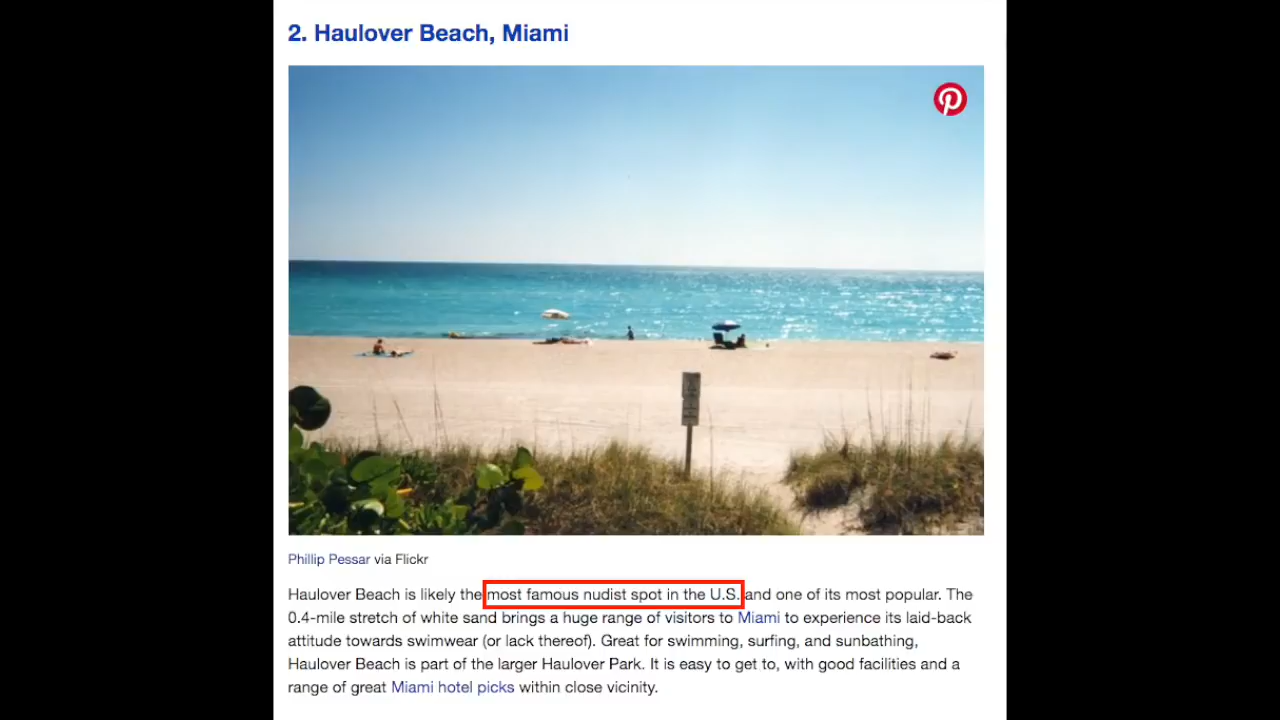 2. Haulover Beach, Miami
Phillip Pessar via Flickr
Haulover Beach is likely the most famous nudist spot in the U.S. and one of its most popular. The
0.4-mile stretch of white sand brings a huge range of visitors to Miami to experience its laid-back
attitude towards swimwear (or lack thereof). Great for swimming, surfing, and sunbathing,
Haulover Beach is part of the larger Haulover Park. It is easy to get to, with good facilities and a
range of great Miami hotel picks within close vicinity.